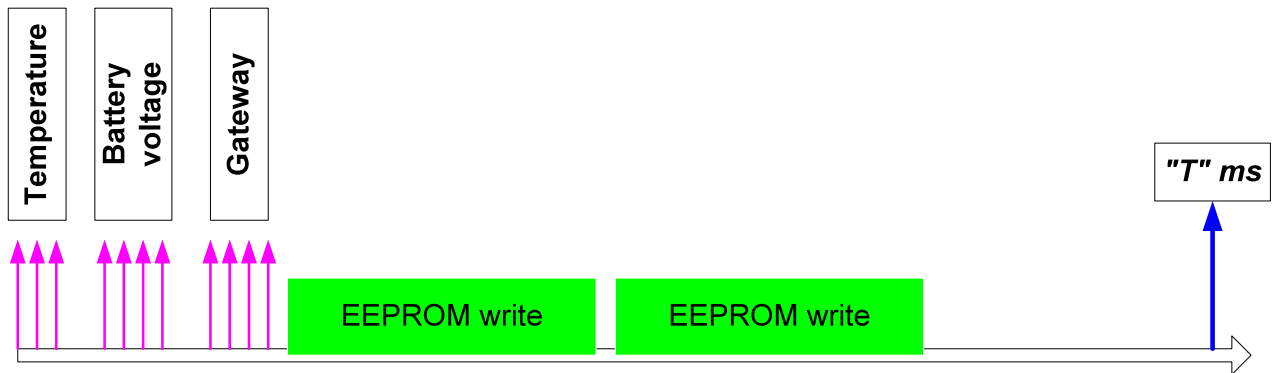 Temperature
Battery
voltage
Gateway
"T" ms
EEPROM write
EEPROM write